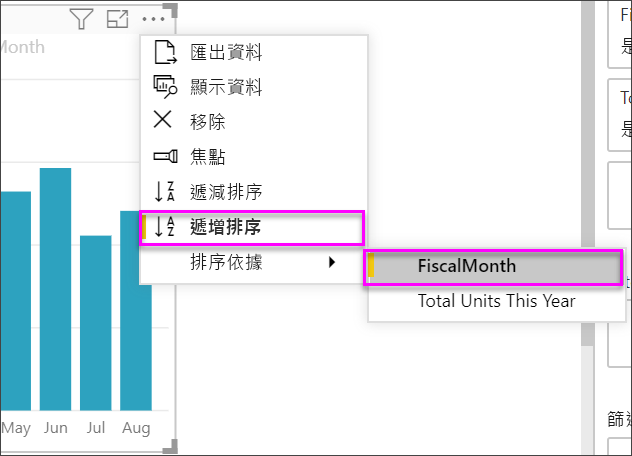 Month
匯出資料
顯示資料
移除
焦點
遞減排序
遞增排序
排序依據
FiscalMonth
Total Units This Year
May Jun Jul Aug
Fi
是
To
是
篩